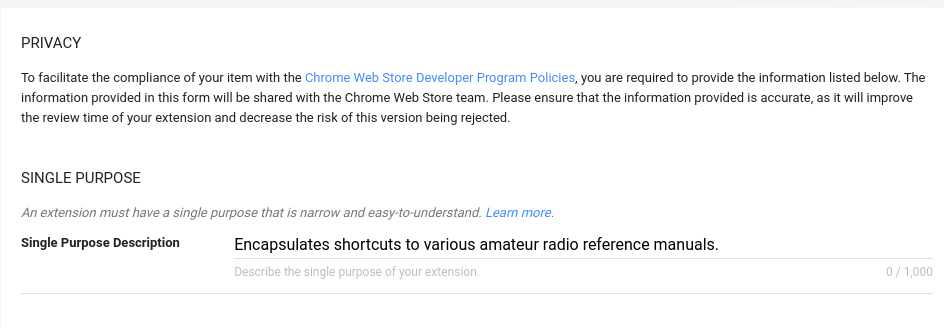 PRIVACY
To facilitate the compliance of your item with the Chrome Web Store Developer Program Policies, you are required to provide the information listed below. The
information provided in this form will be shared with the Chrome Web Store team. Please ensure that the information provided is accurate, as it will improve
the review time of your extension and decrease the risk of this version being rejected.
SINGLE PURPOSE
An extension must have a single purpose that is narrow and easy-to-understand. Learn more.
Single Purpose Description
Encapsulates shortcuts to various amateur radio reference manuals.
Describe the single purpose of your extension.
0 / 1,000